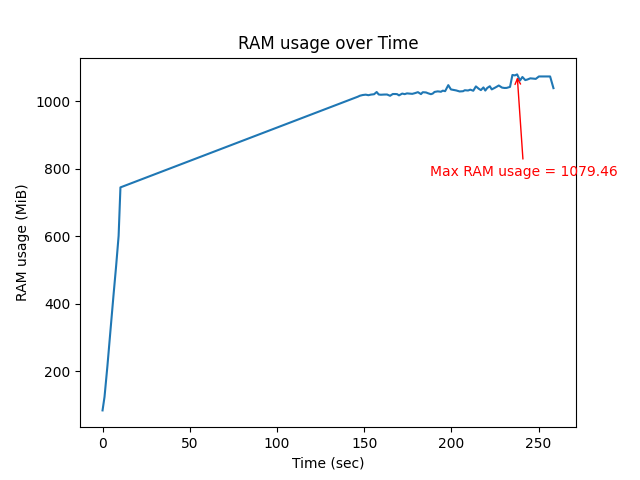 RAM usage over Time
RAM usage (MiB)
1000
800
600
400
200
Max RAM usage = 1079.46
0 50 100 150 200 250
Time (sec)